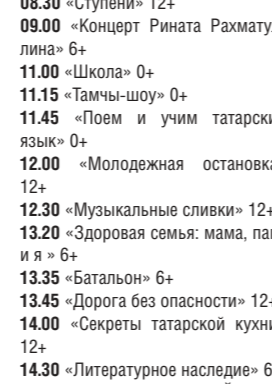 08.30 «Ступени» 12+
09.00 «Концерт Рината Рахматул
лина» 6+
11.00 «Школа» 0+
11.15 «Тамчы-шоу» 0+
11.45 «Поем и учим татарски
язык» 0+
12.00 «Молодежная остановка
12+
12.30 «Музыкальные сливки» 12+
13.20 «Здоровая семья: мама, пап
и я » 6+
13.35 «Батальон» 6+
13.45 «Дорога без опасности» 12+
14.00 «Секреты татарской кухни
12+
14.30 «Литературное наследие» 6